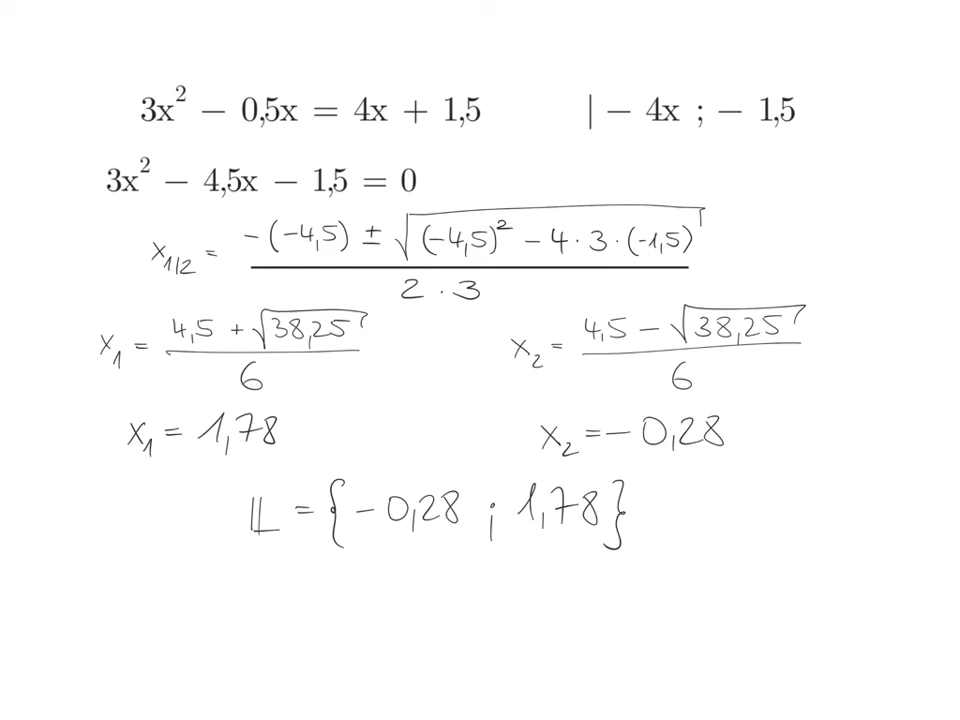 3x² − 0,5x = 4x + 1,5 | − 4x ; − 1,5
3x² − 4,5x − 1,5 = 0
x₁/₂ = (−(−4,5) ± √((−4,5)² − 4 · 3 · (−1,5))) / (2 · 3)
x₁ = (4,5 + √38,25) / 6 x₂ = (4,5 − √38,25) / 6
x₁ = 1,78 x₂ = −0,28
𝕃 = {−0,28 ; 1,78}